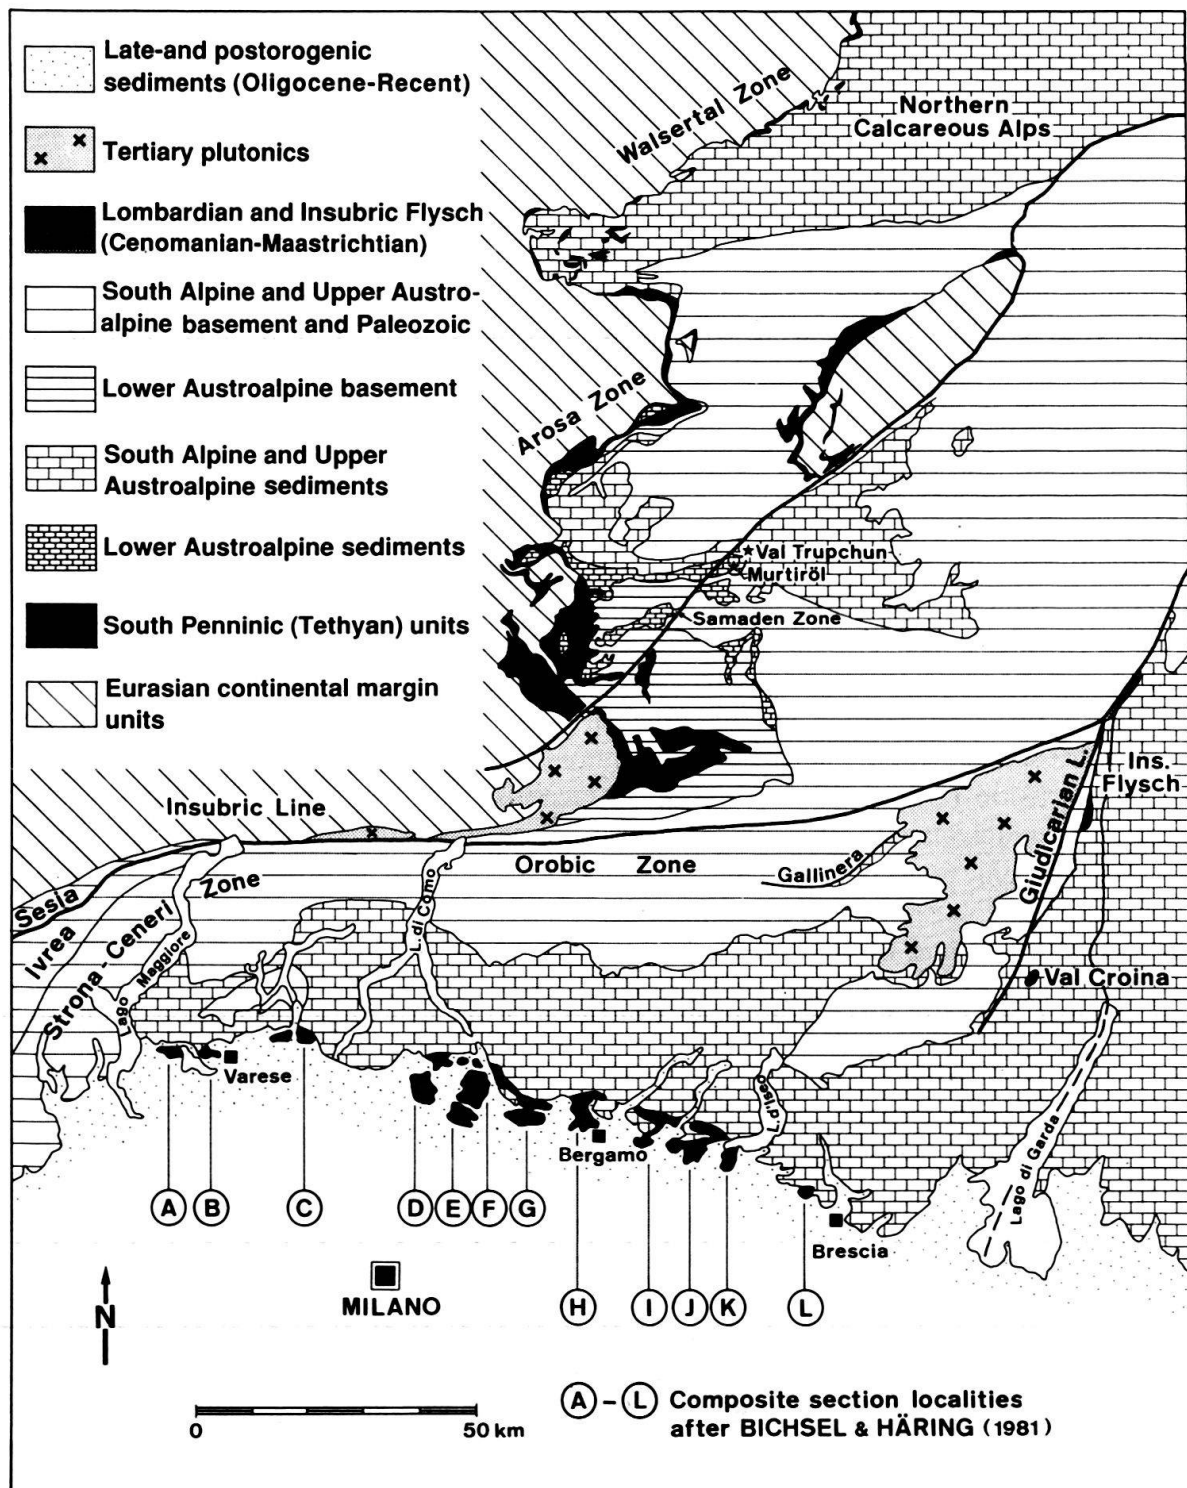 Late-and postorogenic
sediments (Oligocene-Recent)
Tertiary plutonics
Lombardian and Insubric Flysch
(Cenomanian-Maastrichtian)
South Alpine and Upper Austro-
alpine basement and Paleozoic
Lower Austroalpine basement
South Alpine and Upper
Austroalpine sediments
Lower Austroalpine sediments
South Penninic (Tethyan) units
Eurasian continental margin
units
Walsertal Zone
Northern
Calcareous Alps
Arosa Zone
Val Trupchun
Murtiröl
Samaden Zone
Insubric Line
Ins.
Flysch
Giudicarian L.
Orobic Zone
Gallinera
Sesia
Ivrea
Zone
Strona-Ceneri
Lago Maggiore
L. di Como
Val Croina
Varese
Bergamo
L. d'Iseo
Lago di Garda
Brescia
A B C D E F G
H I J K L
MILANO
N
0 50 km
A - L Composite section localities
after BICHSEL & HÄRING (1981)